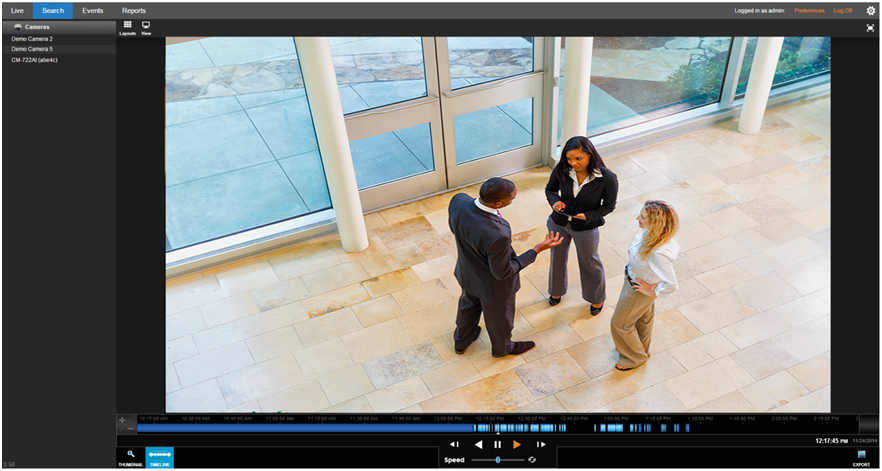 Live Search Events Reports Logged in as admin: Preferences Log Off
Cameras
Layouts View
Demo Camera 2
Demo Camera 5
CM-722AI (abe4c)
10:15:00 AM 10:30:00 AM 10:45:00 AM 11:00:00 AM 11:15:00 AM 11:30:00 AM 11:45:00 AM 12:00:00 PM 12:15:00 PM 12:30:00 PM 12:45:00 PM 1:00:00 PM 1:15:00 PM 1:30:00 PM 1:45:00 PM 2:00:00 PM 2:15:00 PM
12:17:45 PM 11/24/2014
Speed
0.58 THUMBNAIL TIMELINE EXPORT